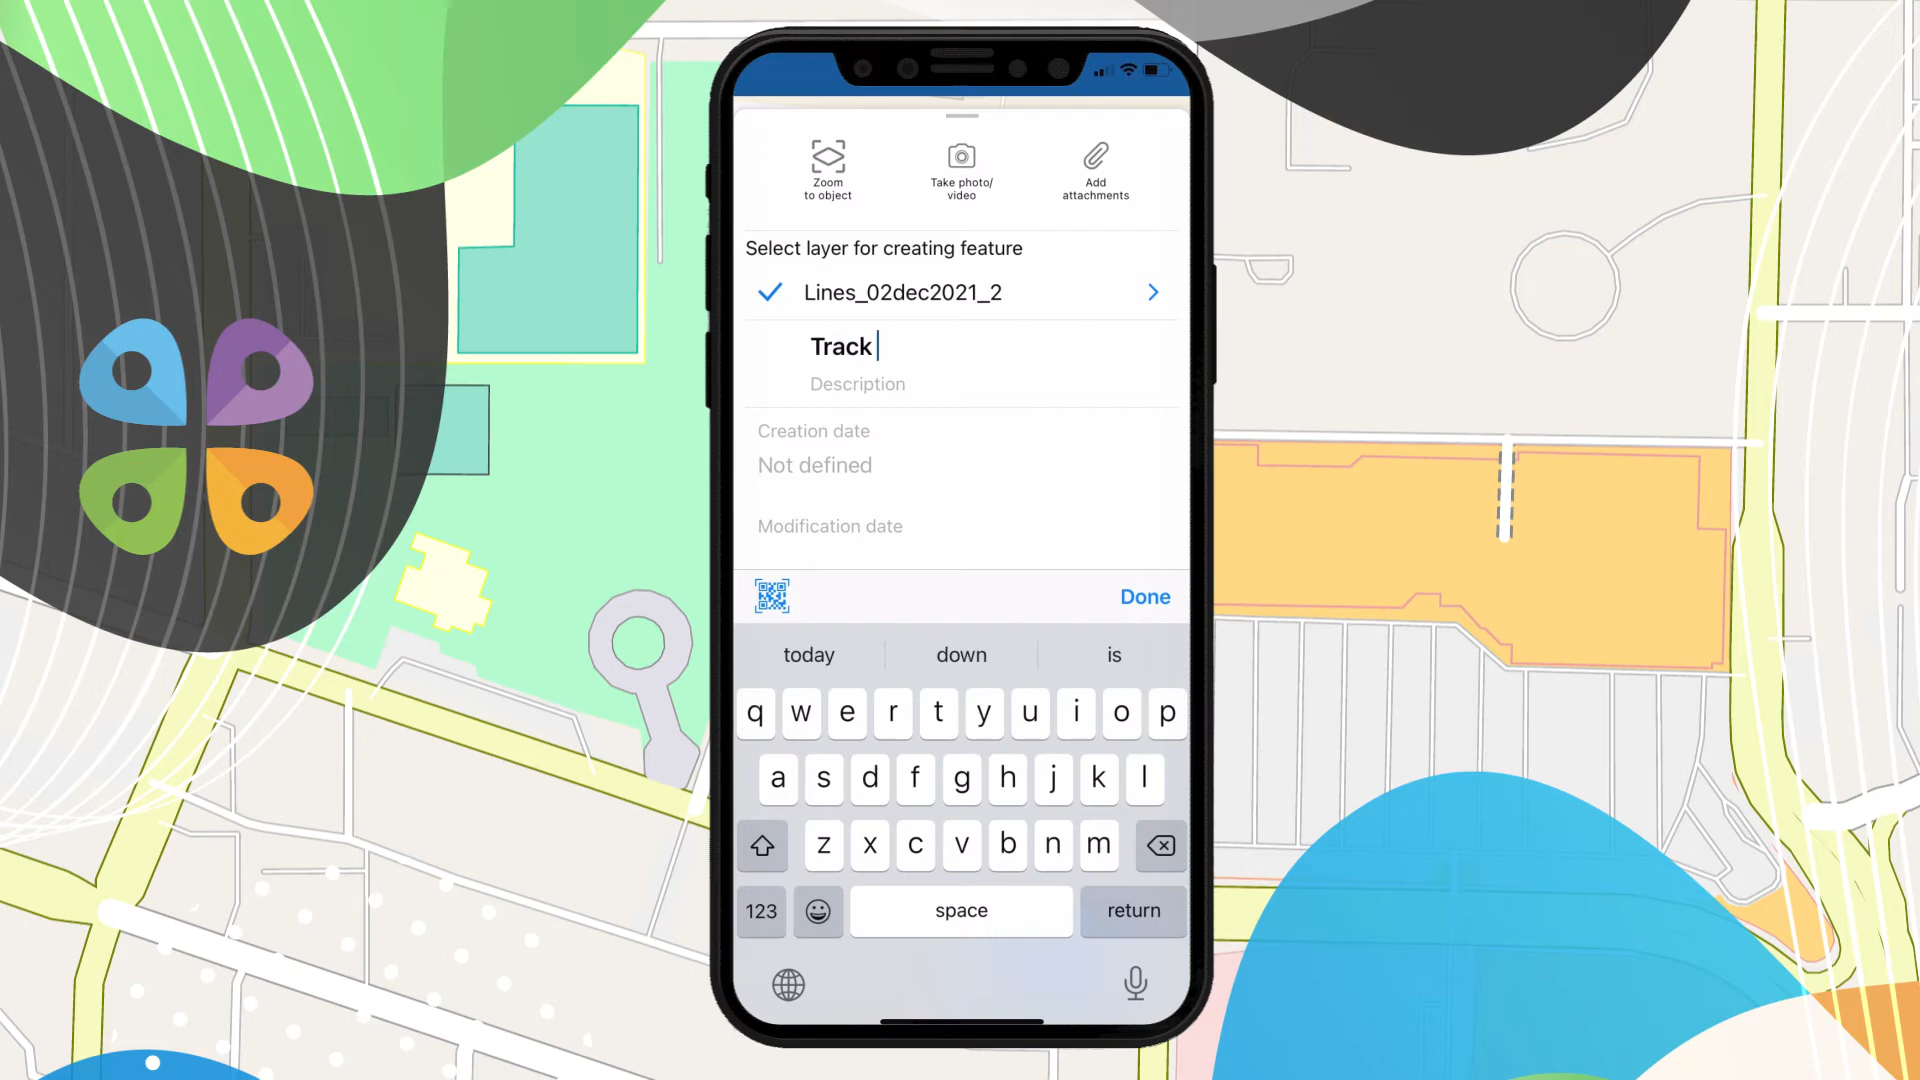 Zoom
to object
Take photo/
video
Add
attachments
Select layer for creating feature
Lines_02dec2021_2
Track
Description
Creation date
Not defined
Modification date
Done
today down is
q w e r t y u i o p
a s d f g h j k l
z x c v b n m
123 space return